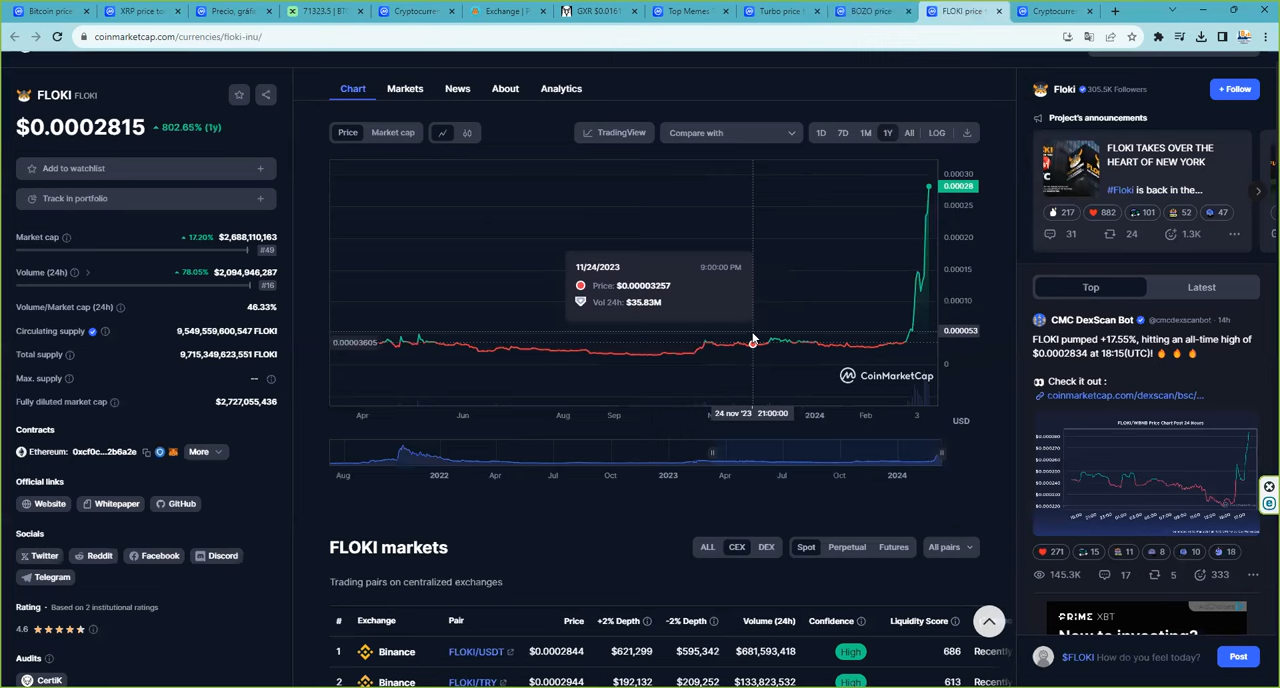 Bitcoin price
XRP price to
Precio, gráfi
71323.5 | BT
Cryptocurrer
Exchange | P
GXR $0.0161
Top Memes
Turbo price t
BOZO price
FLOKI price
Cryptocurrer
coinmarketcap.com/currencies/floki-inu/
FLOKI FLOKI
$0.0002815 802.65% (1y)
Add to watchlist
Track in portfolio
Market cap 17.20% $2,688,110,163
#49
Volume (24h) 78.05% $2,094,946,287
#16
Volume/Market cap (24h) 46.33%
Circulating supply 9,549,559,600,547 FLOKI
Total supply 9,715,349,623,551 FLOKI
Max. supply --
Fully diluted market cap $2,727,055,436
Contracts
Ethereum: 0xcf0c...2b6a2e More
Official links
Website Whitepaper GitHub
Socials
Twitter Reddit Facebook Discord
Telegram
Rating · Based on 2 institutional ratings
4.6
Audits
CertiK
Chart Markets News About Analytics
Price Market cap TradingView Compare with 1D 7D 1M 1Y All LOG
0.00030
0.00028
0.00025
0.00020
0.00015
0.00010
0.000053
0
0.00003605
11/24/2023 9:00:00 PM
Price: $0.00003257
Vol 24h: $35.83M
CoinMarketCap
Apr Jun Aug Sep 24 nov '23 21:00:00 2024 Feb 3
USD
Aug 2022 Apr Jul Oct 2023 Apr Jul Oct 2024
FLOKI markets
ALL CEX DEX Spot Perpetual Futures All pairs
Trading pairs on centralized exchanges
# Exchange Pair Price +2% Depth -2% Depth Volume (24h) Confidence Liquidity Score
1 Binance FLOKI/USDT $0.0002844 $621,299 $595,342 $681,593,418 High 686 Recently
2 Binance FLOKI/TRY $0.0002944 $192,132 $209,252 $133,823,532 High 613 Recently
Floki 305.5K Followers
+ Follow
Project's announcements
FLOKI TAKES OVER THE
HEART OF NEW YORK
#Floki is back in the...
217 882 101 52 47
31 24 1.3K
Top Latest
CMC DexScan Bot @cmcdexscanbot · 14h
FLOKI pumped +17.55%, hitting an all-time high of
$0.0002834 at 18:15(UTC)!
Check it out :
coinmarketcap.com/dexscan/bsc/...
FLOKI/WBNB Price Chart Past 24 Hours
271 15 11 8 10 18
145.3K 17 5 333
PRIME XBT
Now to investing?
$FLOKI How do you feel today?
Post